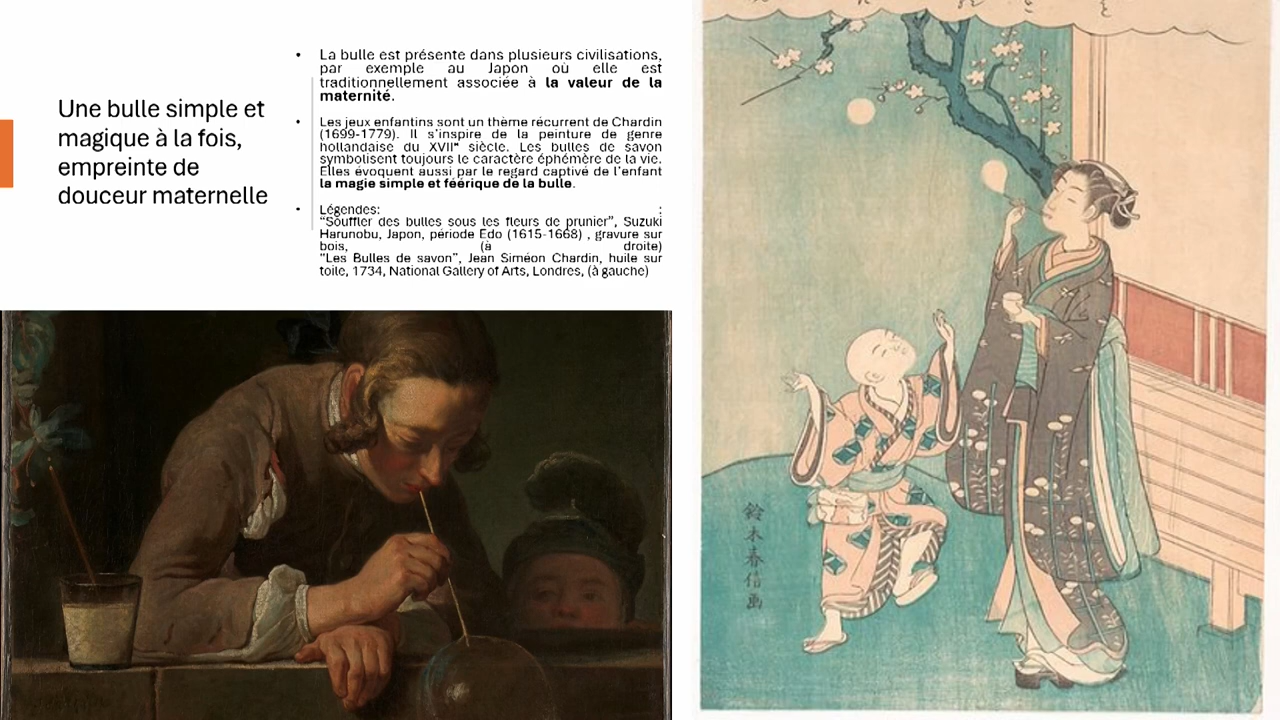 Une bulle simple et
magique à la fois,
empreinte de
douceur maternelle
• La bulle est présente dans plusieurs civilisations,
par exemple au Japon où elle est
traditionnellement associée à la valeur de la
maternité.
• Les jeux enfantins sont un thème récurrent de Chardin
(1699-1779). Il s’inspire de la peinture de genre
hollandaise du XVIIᵉ siècle. Les bulles de savon
symbolisent toujours le caractère éphémère de la vie.
Elles évoquent aussi par le regard captivé de l’enfant
la magie simple et féérique de la bulle.
• Légendes: :
“Souffler des bulles sous les fleurs de prunier”, Suzuki
Harunobu, Japon, période Edo (1615-1668) , gravure sur
bois, (à droite)
“Les Bulles de savon”, Jean Siméon Chardin, huile sur
toile, 1734, National Gallery of Arts, Londres, (à gauche)
鈴木春信画